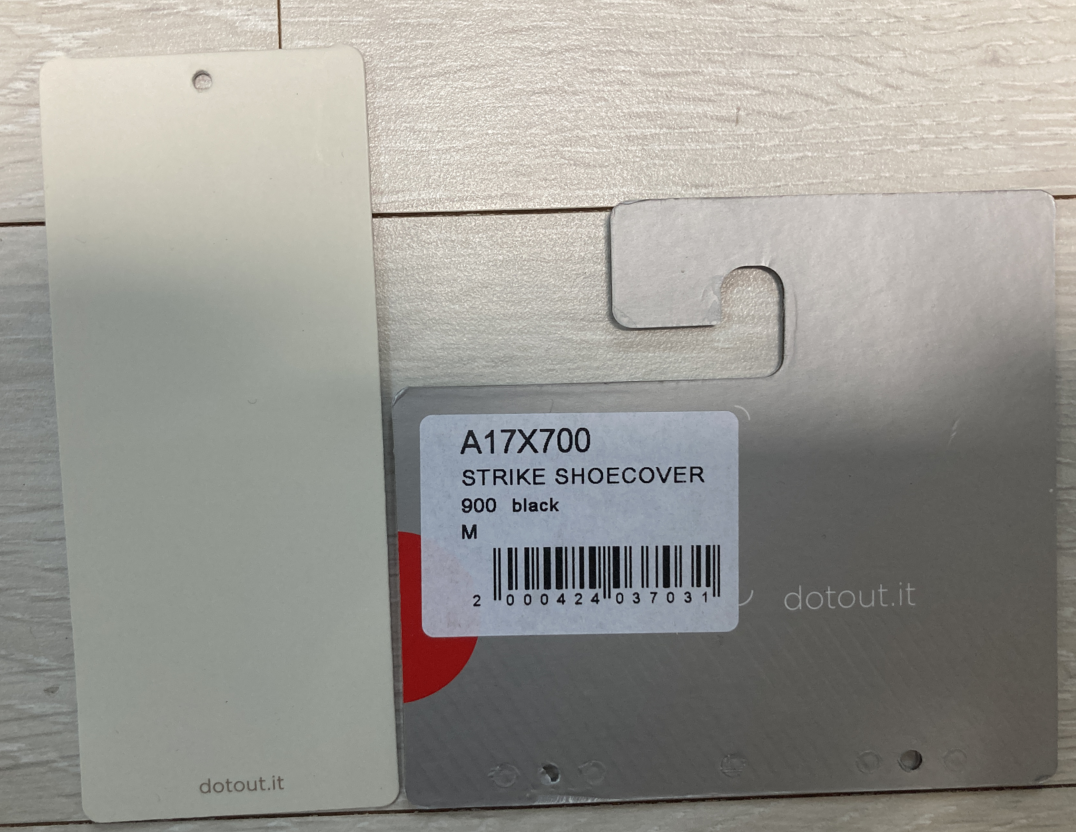 A17X700
STRIKE SHOECOVER
900 black
M
2 000424 037031
dotout.it
dotout.it